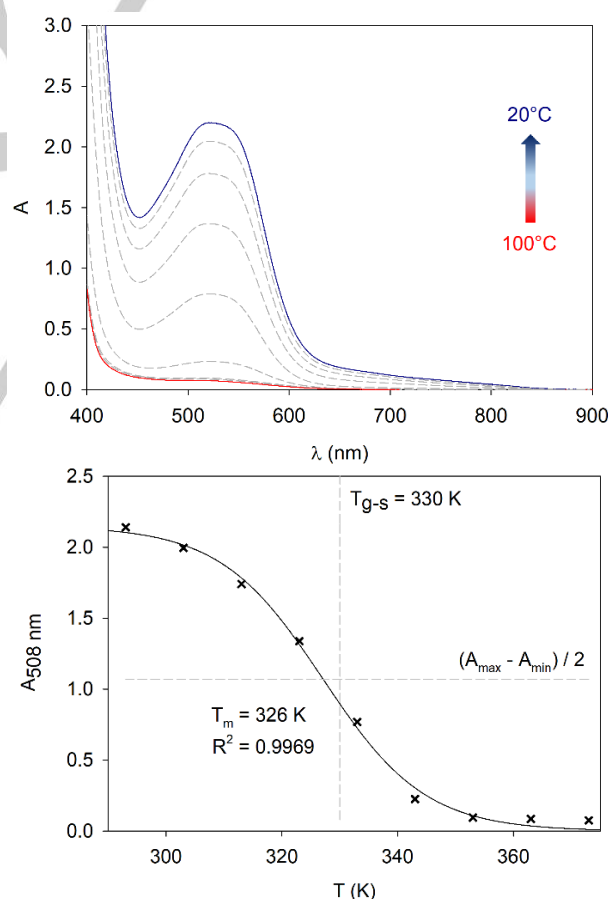 3.0
2.5
2.0
1.5
1.0
0.5
0.0
A
20°C
100°C
400 500 600 700 800 900
λ (nm)
2.5
2.0
1.5
1.0
0.5
0.0
A508 nm
Tg-s = 330 K
(Amax - Amin) / 2
Tm = 326 K
R² = 0.9969
300 320 340 360
T (K)